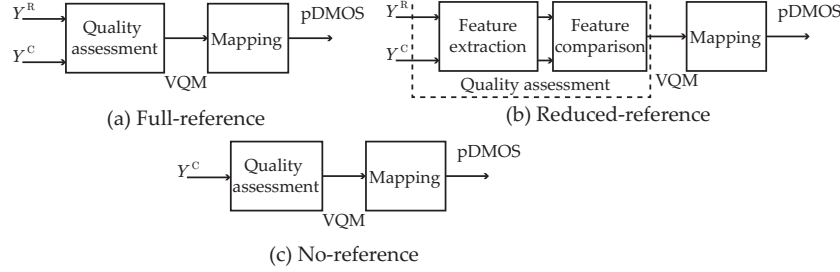 Y^R
Y^C
Quality
assessment
VQM
Mapping
pDMOS
(a) Full-reference
Y^R
Y^C
Feature
extraction
Feature
comparison
Quality assessment
VQM
Mapping
pDMOS
(b) Reduced-reference
Y^C
Quality
assessment
VQM
Mapping
pDMOS
(c) No-reference